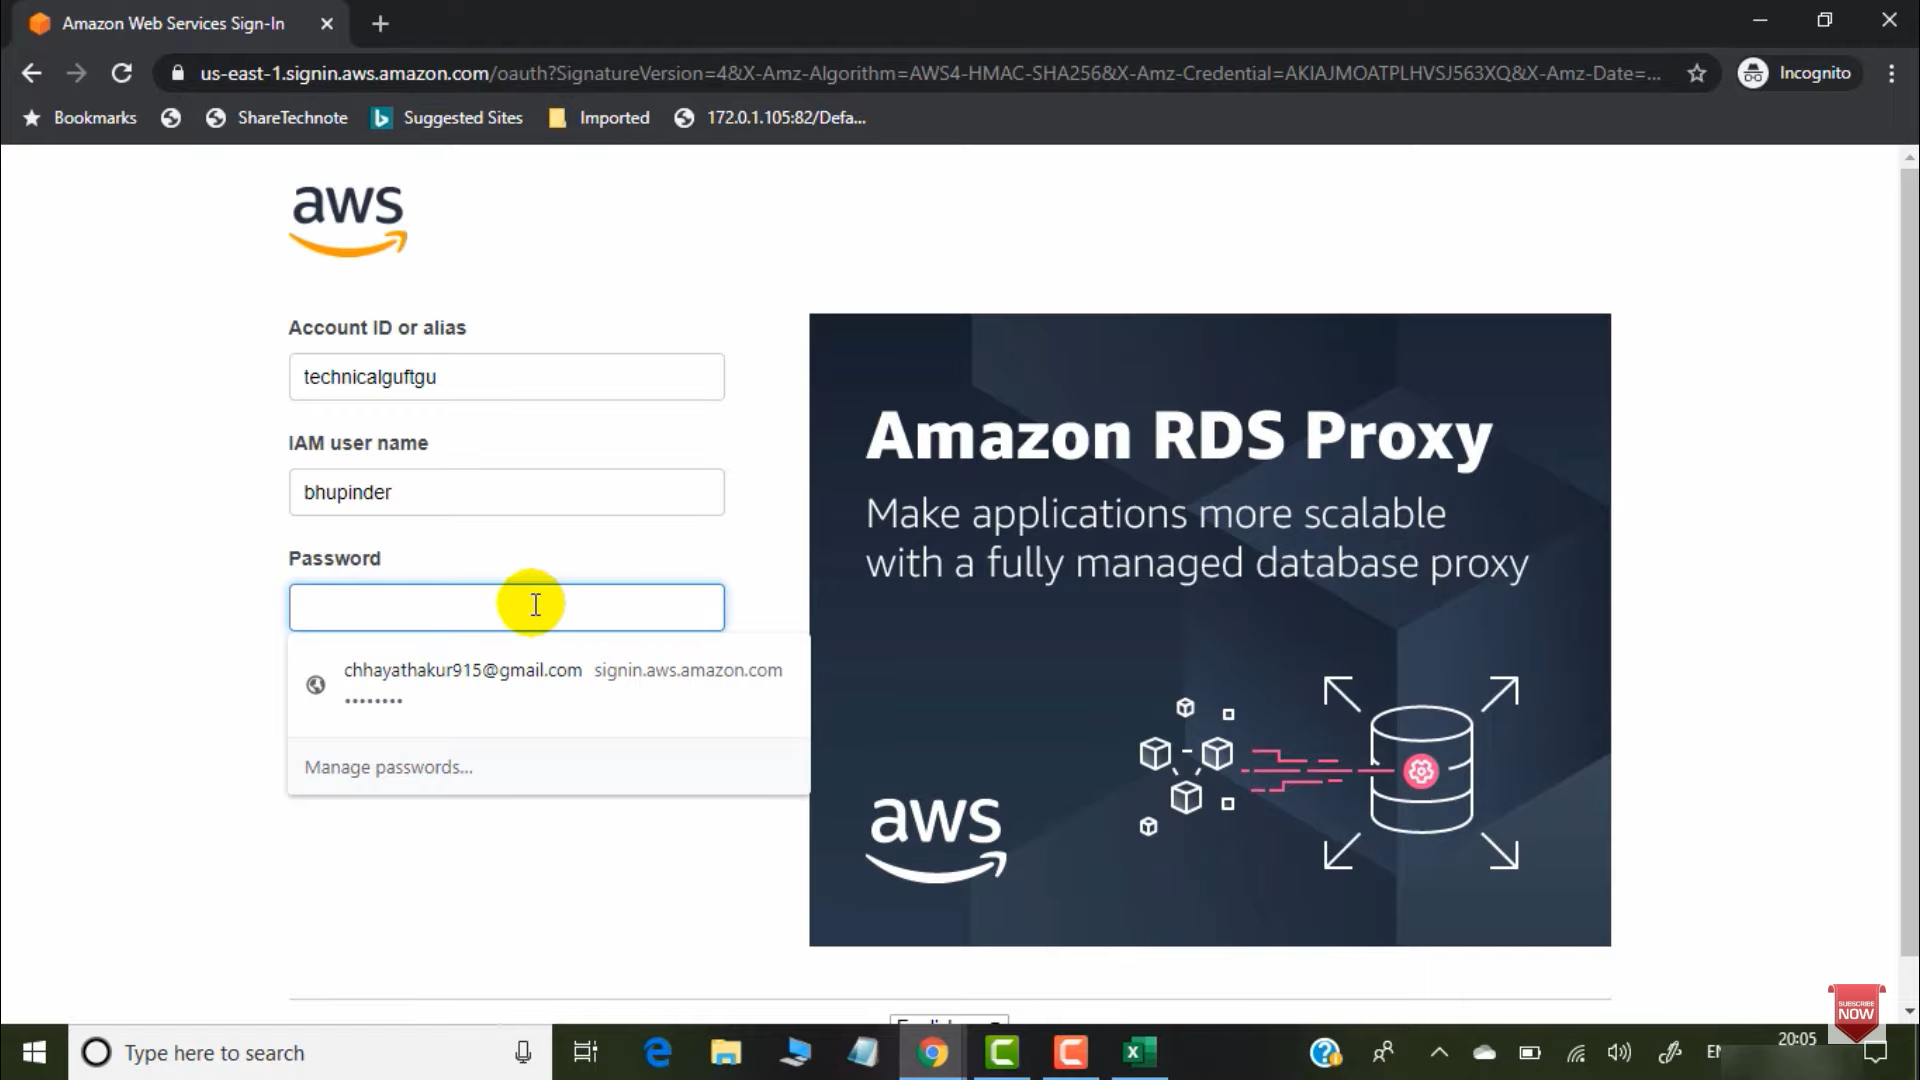 Amazon Web Services Sign-In
us-east-1.signin.aws.amazon.com/oauth?SignatureVersion=4&X-Amz-Algorithm=AWS4-HMAC-SHA256&X-Amz-Credential=AKIAJMOATPLHVSJ563XQ&X-Amz-Date=...
Incognito
Bookmarks
ShareTechnote
Suggested Sites
Imported
172.0.1.105:82/Defa...
aws
Account ID or alias
technicalguftgu
IAM user name
bhupinder
Password
chhayathakur915@gmail.com signin.aws.amazon.com
••••••••
Manage passwords...
Amazon RDS Proxy
Make applications more scalable
with a fully managed database proxy
aws
SUBSCRIBE
NOW
Type here to search
20:05